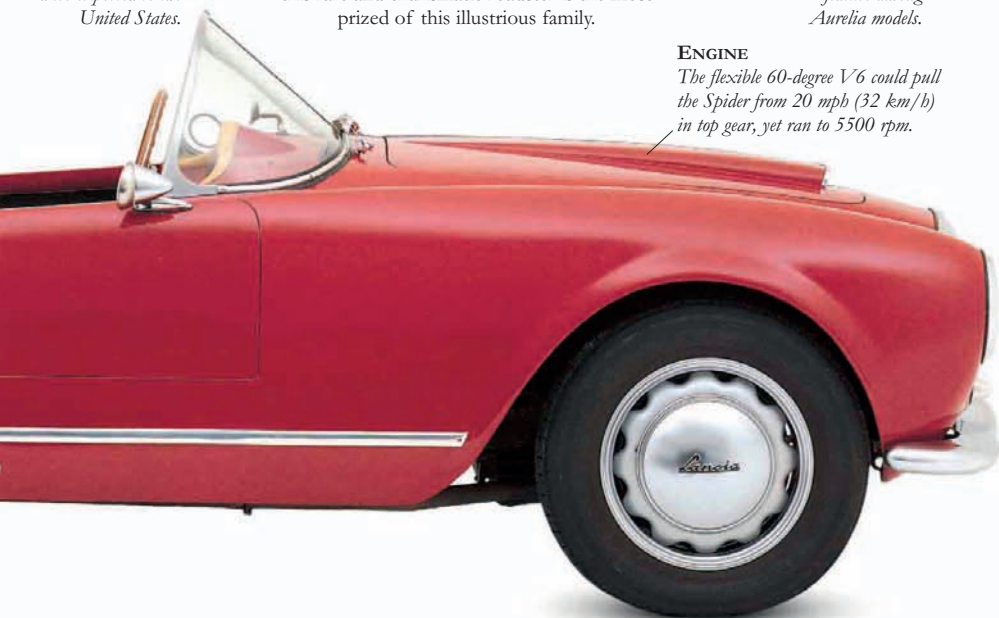 United States.
prized of this illustrious family.
Aurelia models.
ENGINE
The flexible 60-degree V6 could pull
the Spider from 20 mph (32 km/h)
in top gear, yet ran to 5500 rpm.
Lancia